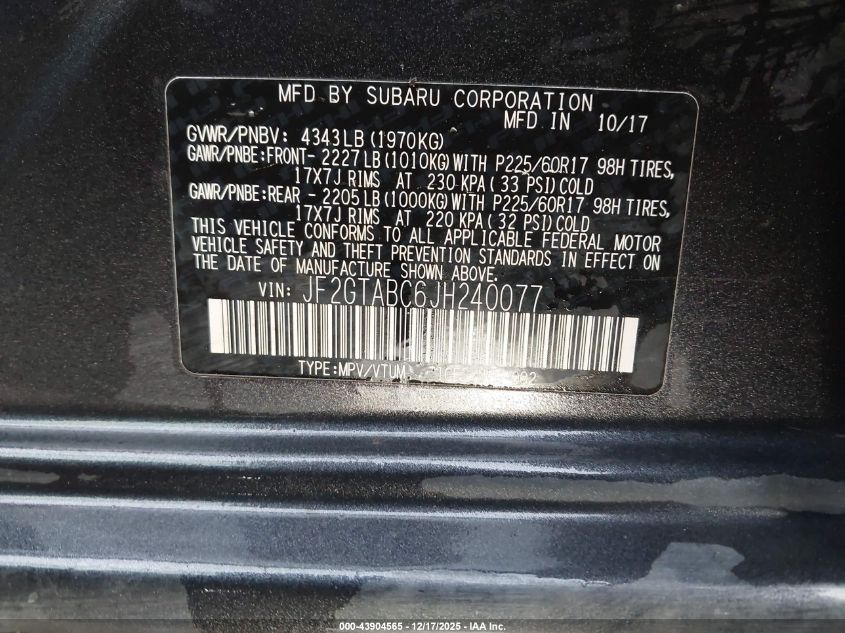 MFD BY SUBARU CORPORATION
MFD IN 10/17
GVWR/PNBV: 4343LB (1970KG)
GAWR/PNBE:FRONT- 2227LB (1010KG) WITH P225/60R17 98H TIRES,
17X7J RIMS AT 230 KPA ( 33 PSI) COLD
GAWR/PNBE:REAR - 2205LB (1000KG) WITH P225/60R17 98H TIRES,
17X7J RIMS AT 220 KPA ( 32 PSI) COLD
THIS VEHICLE CONFORMS TO ALL APPLICABLE FEDERAL MOTOR
VEHICLE SAFETY AND THEFT PREVENTION STANDARDS IN EFFECT ON
THE DATE OF MANUFACTURE SHOWN ABOVE.
VIN: JF2GTABC6JH240077
TYPE:MPV/VTUM
000-43904565 - 12/17/2025 - IAA Inc.